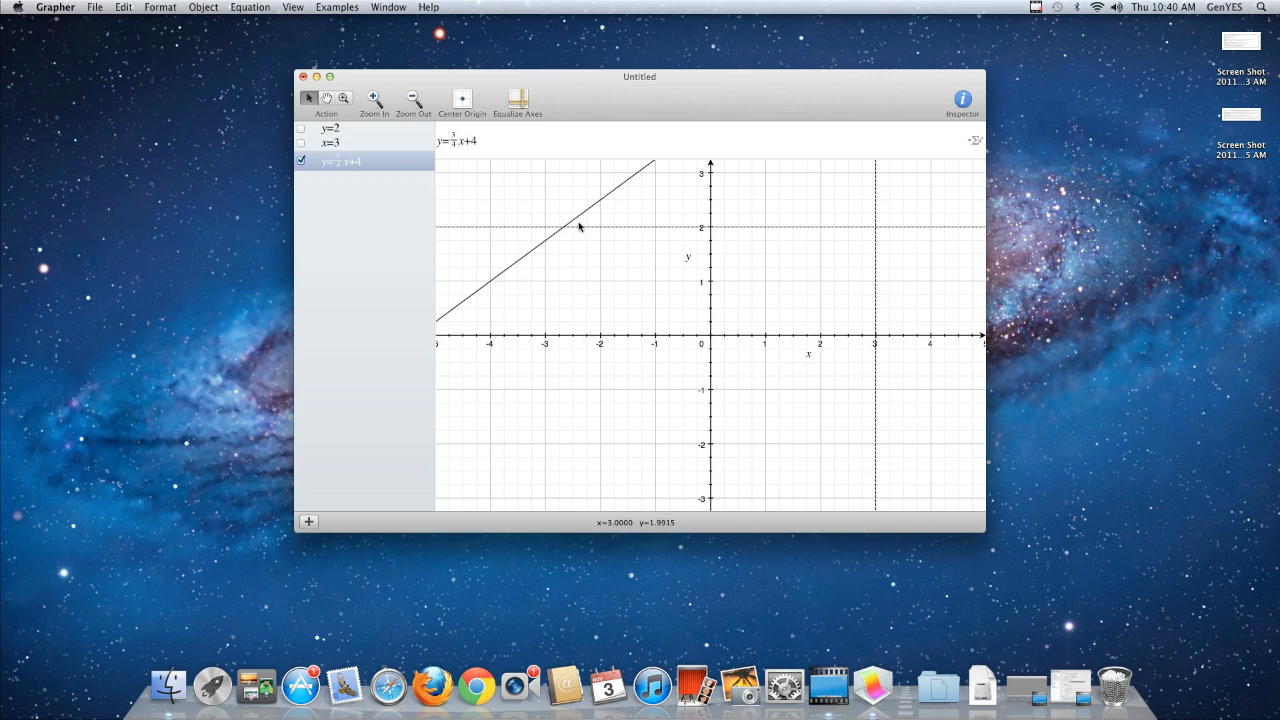 Grapher File Edit Format Object Equation View Examples Window Help Thu 10:40 AM GenYES
Screen Shot
2011...3 AM
Screen Shot
2011...5 AM
Untitled
Action Zoom In Zoom Out Center Origin Equalize Axes Inspector
y=2
x=3
y=3/4x+4
y=3/4x+4
3
2
y
1
-4 -3 -2 -1 0 1 2 3 4
x
-1
-2
-3
x=3.0000 y=1.9915
1
1
NOV
3